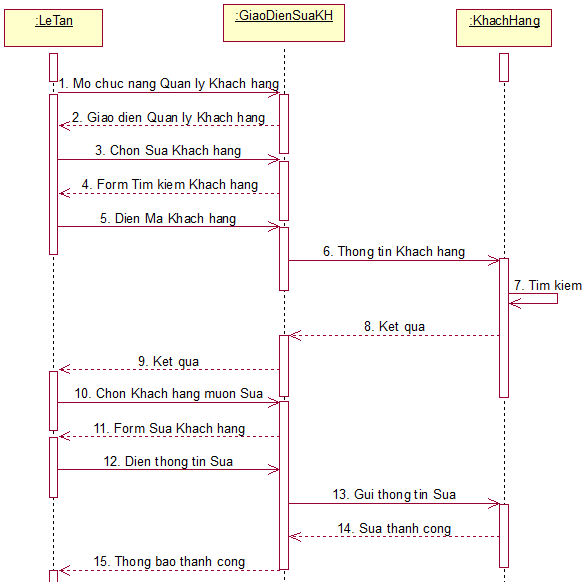 :LeTan
:GiaoDienSuaKH
:KhachHang
1. Mo chuc nang Quan ly Khach hang
2. Giao dien Quan ly Khach hang
3. Chon Sua Khach hang
4. Form Tim kiem Khach hang
5. Dien Ma Khach hang
6. Thong tin Khach hang
7. Tim kiem
8. Ket qua
9. Ket qua
10. Chon Khach hang muon Sua
11. Form Sua Khach hang
12. Dien thong tin Sua
13. Gui thong tin Sua
14. Sua thanh cong
15. Thong bao thanh cong